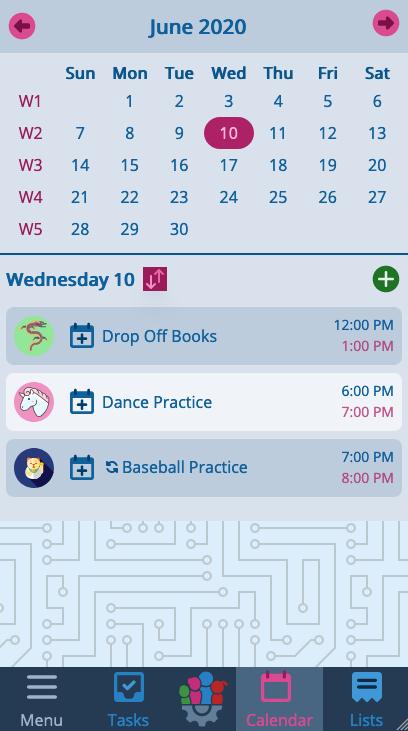 June 2020
Sun Mon Tue Wed Thu Fri Sat
W1 1 2 3 4 5 6
W2 7 8 9 10 11 12 13
W3 14 15 16 17 18 19 20
W4 21 22 23 24 25 26 27
W5 28 29 30
Wednesday 10
Drop Off Books 12:00 PM
1:00 PM
Dance Practice 6:00 PM
7:00 PM
Baseball Practice 7:00 PM
8:00 PM
Menu Tasks Calendar Lists